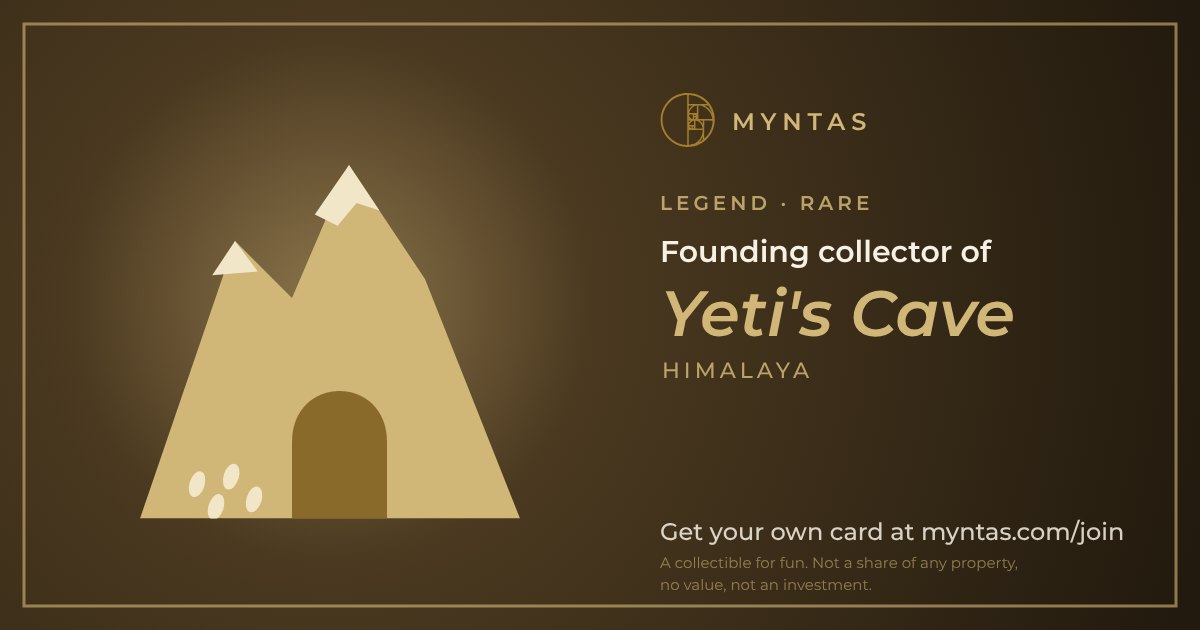 MYNTAS
LEGEND · RARE
Founding collector of
Yeti's Cave
HIMALAYA
Get your own card at myntas.com/join
A collectible for fun. Not a share of any property,
no value, not an investment.